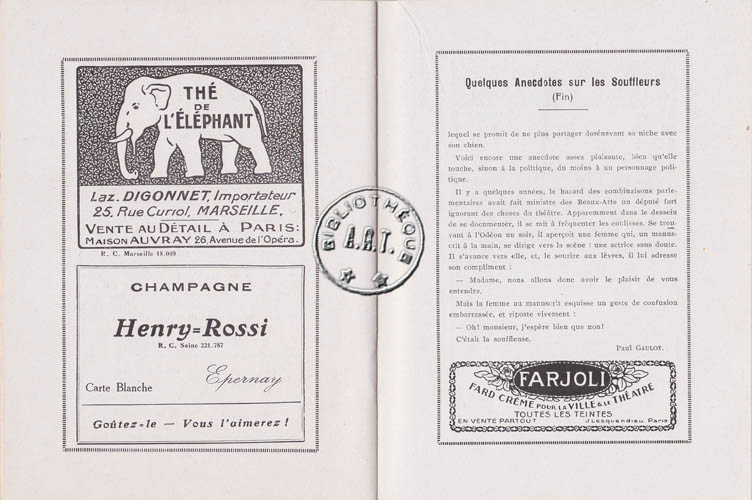 THÉ
DE
L'ÉLÉPHANT
Laz. DIGONNET, Importateur
25, Rue Curiol, MARSEILLE,
VENTE AU DÉTAIL À PARIS:
MAISON AUVRAY 26, Avenue de l'Opéra.
R. C. Marseille 18.049
CHAMPAGNE
Henry=Rossi
R. C. Seine 221.787
Epernay
Carte Blanche
Goûtez-le — Vous l'aimerez !
BIBLIOTHÈQUE
A.R.T.
Quelques Anecdotes sur les Souffleurs
(Fin)
lequel se promit de ne plus partager dorénavant sa niche avec
son chien.
Voici encore une anecdote assez plaisante, bien qu'elle
touche, sinon à la politique, du moins à un personnage poli-
tique.
Il y a quelques années, le hasard des combinaisons parle-
mentaires avait fait ministre des Beaux-Arts un député fort
ignorant des choses du théâtre. Apparemment dans le dessein
de se documenter, il se mit à fréquenter les coulisses. Se trou-
vant à l'Odéon un soir, il aperçoit une femme qui, un manus-
crit à la main, se dirige vers la scène : une actrice sans doute.
Il s'avance vers elle, et, le sourire aux lèvres, il lui adresse
son compliment :
— Madame, nous allons donc avoir le plaisir de vous
entendre.
Mais la femme au manuscrit esquisse un geste de confusion
embarrassée, et riposte vivement :
— Oh! monsieur, j'espère bien que non!
C'était la souffleuse.
Paul GAULOT.
FARJOLI
FARD CRÈME POUR LA VILLE & LE THÉATRE
TOUTES LES TEINTES
EN VENTE PARTOUT J. Lesquendieu, Paris